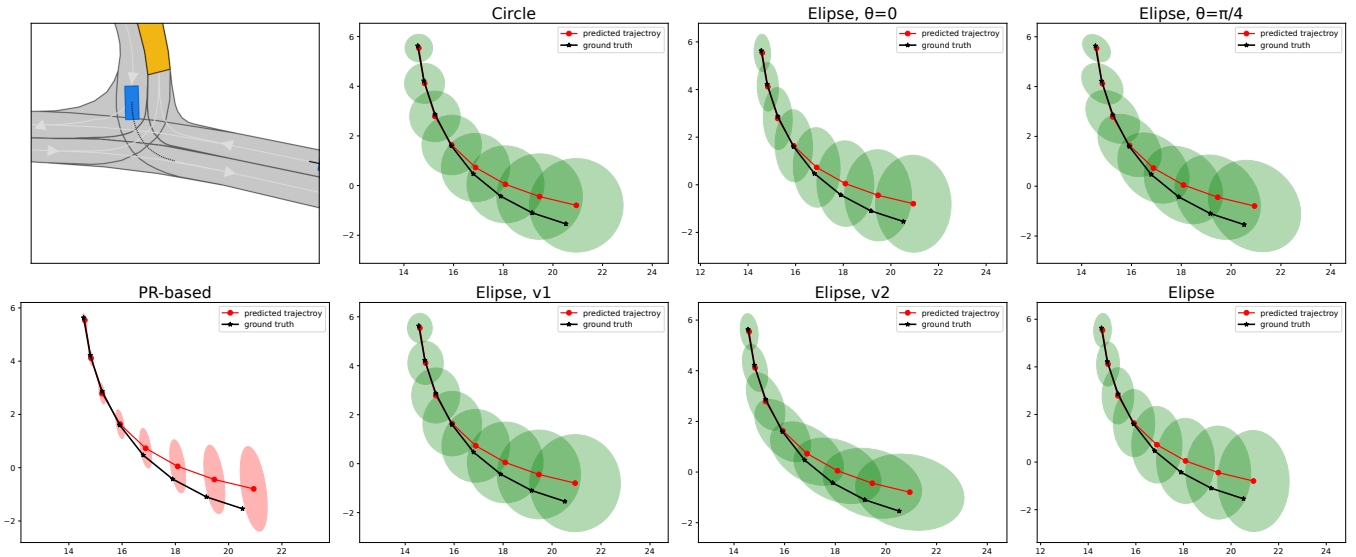 Circle
predicted trajectroy
ground truth
6
4
2
0
−2
14 16 18 20 22 24
Elipse, θ=0
predicted trajectroy
ground truth
6
4
2
0
−2
12 14 16 18 20 22 24
Elipse, θ=π/4
predicted trajectroy
ground truth
6
4
2
0
−2
14 16 18 20 22 24
PR-based
predicted trajectroy
ground truth
6
4
2
0
−2
14 16 18 20 22
Elipse, v1
predicted trajectroy
ground truth
6
4
2
0
−2
14 16 18 20 22 24
Elipse, v2
predicted trajectroy
ground truth
6
4
2
0
−2
14 16 18 20 22 24
Elipse
predicted trajectroy
ground truth
6
4
2
0
−2
12 14 16 18 20 22 24